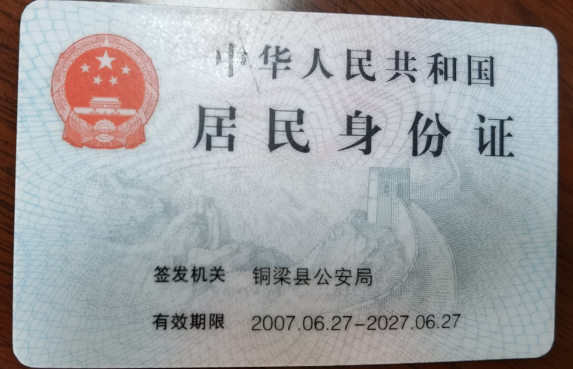 中华人民共和国
居民身份证
签发机关 铜梁县公安局
有效期限 2007.06.27-2027.06.27